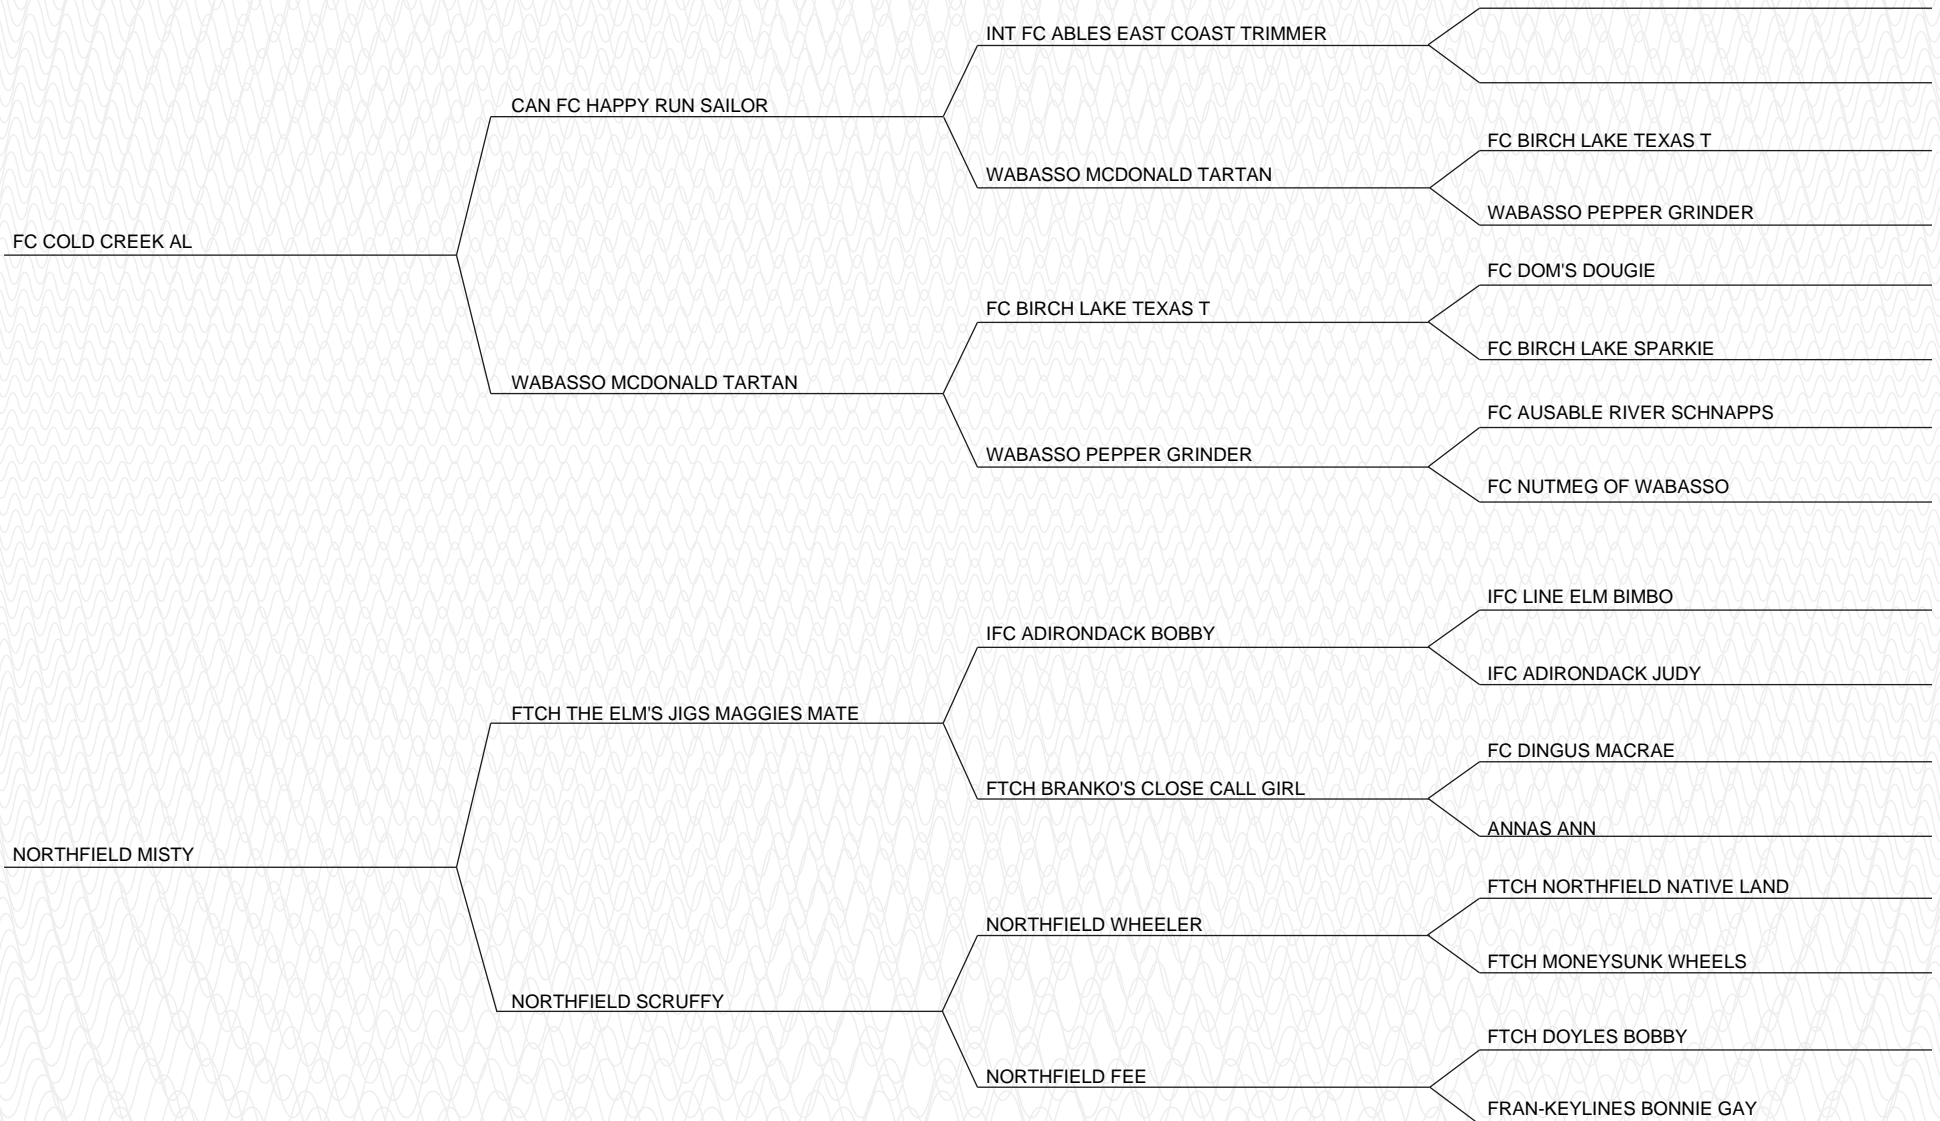 INT FC ABLES EAST COAST TRIMMER
CAN FC HAPPY RUN SAILOR
FC BIRCH LAKE TEXAS T
WABASSO MCDONALD TARTAN
WABASSO PEPPER GRINDER
FC COLD CREEK AL
FC DOM'S DOUGIE
FC BIRCH LAKE TEXAS T
FC BIRCH LAKE SPARKIE
WABASSO MCDONALD TARTAN
FC AUSABLE RIVER SCHNAPPS
WABASSO PEPPER GRINDER
FC NUTMEG OF WABASSO
IFC LINE ELM BIMBO
IFC ADIRONDACK BOBBY
IFC ADIRONDACK JUDY
FTCH THE ELM'S JIGS MAGGIES MATE
FC DINGUS MACRAE
FTCH BRANKO'S CLOSE CALL GIRL
ANNAS ANN
NORTHFIELD MISTY
FTCH NORTHFIELD NATIVE LAND
NORTHFIELD WHEELER
FTCH MONEYSUNK WHEELS
NORTHFIELD SCRUFFY
FTCH DOYLES BOBBY
NORTHFIELD FEE
FRAN-KEYLINES BONNIE GAY